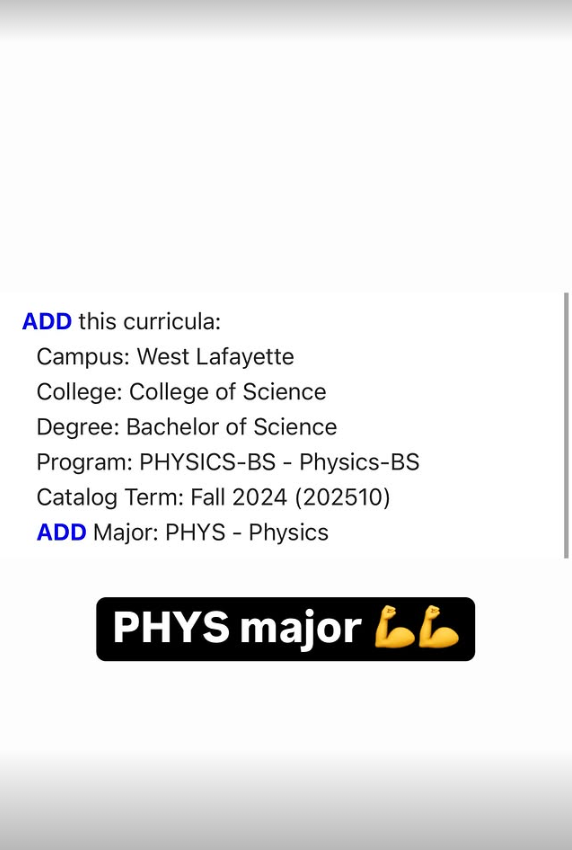 ADD this curricula:
Campus: West Lafayette
College: College of Science
Degree: Bachelor of Science
Program: PHYSICS-BS - Physics-BS
Catalog Term: Fall 2024 (202510)
ADD Major: PHYS - Physics
PHYS major 💪💪